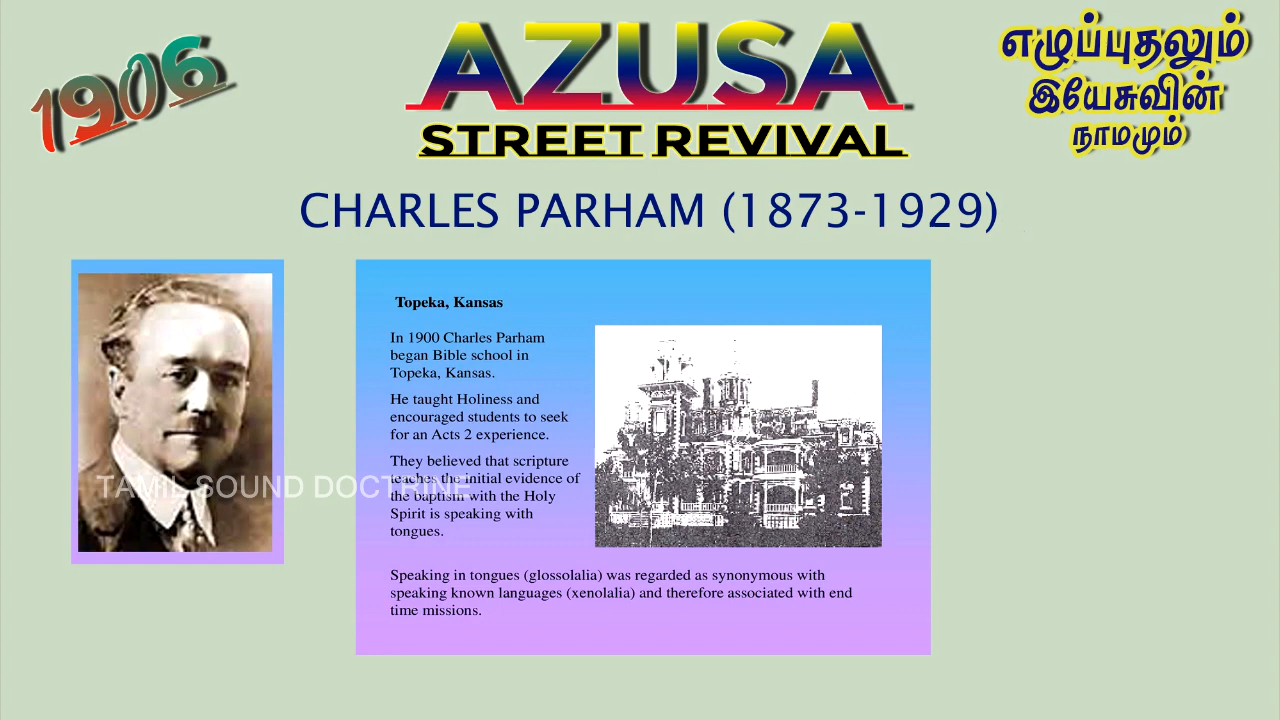 1906
AZUSA
STREET REVIVAL
எழுப்புதலும்
இயேசுவின்
நாமமும்
CHARLES PARHAM (1873-1929)
Topeka, Kansas
In 1900 Charles Parham
began Bible school in
Topeka, Kansas.
He taught Holiness and
encouraged students to seek
for an Acts 2 experience.
They believed that scripture
teaches the initial evidence of
the baptism with the Holy
Spirit is speaking with
tongues.
Speaking in tongues (glossolalia) was regarded as synonymous with
speaking known languages (xenolalia) and therefore associated with end
time missions.
TAMIL SOUND DOCTRINE